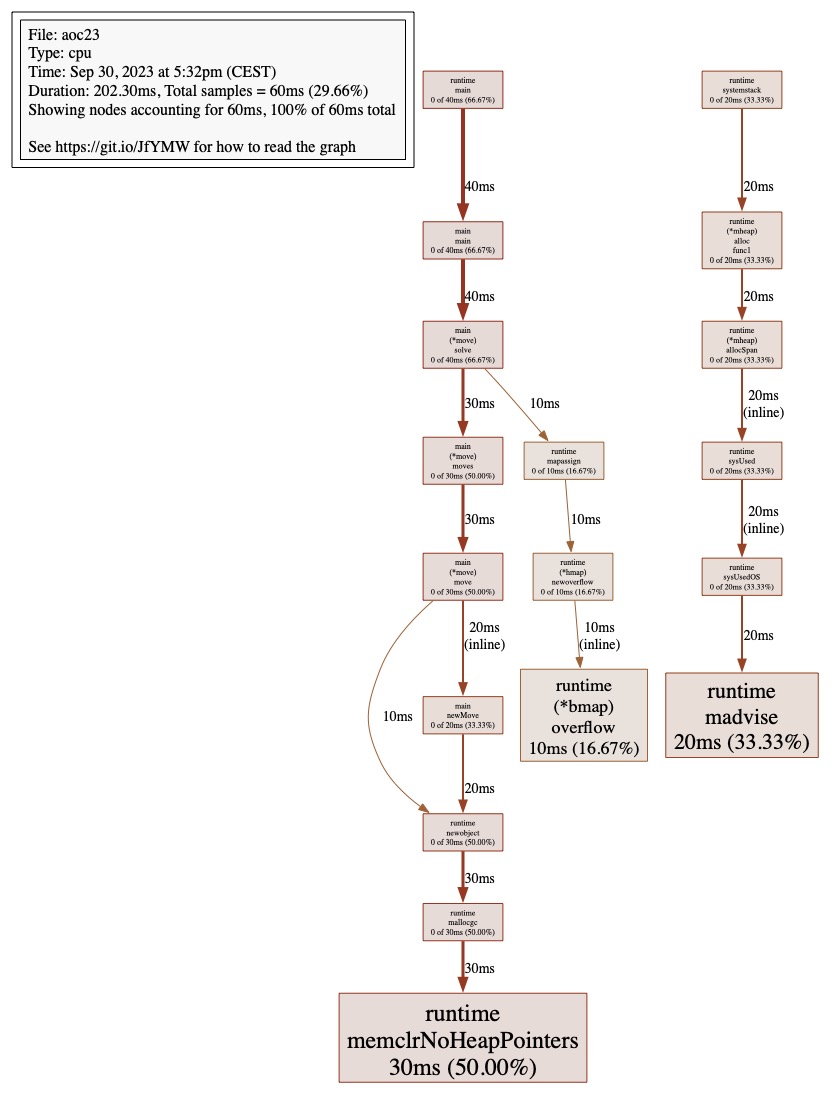 File: aoc23
Type: cpu
Time: Sep 30, 2023 at 5:32pm (CEST)
Duration: 202.30ms, Total samples = 60ms (29.66%)
Showing nodes accounting for 60ms, 100% of 60ms total
See https://git.io/JfYMW for how to read the graph
runtime
main
0 of 40ms (66.67%)
runtime
systemstack
0 of 20ms (33.33%)
40ms
20ms
main
main
0 of 40ms (66.67%)
runtime
(*mheap)
alloc
func1
0 of 20ms (33.33%)
40ms
20ms
main
(*move)
solve
0 of 40ms (66.67%)
runtime
(*mheap)
allocSpan
0 of 20ms (33.33%)
30ms
10ms
20ms
(inline)
main
(*move)
moves
0 of 30ms (50.00%)
runtime
mapassign
0 of 10ms (16.67%)
runtime
sysUsed
0 of 20ms (33.33%)
30ms
10ms
20ms
(inline)
main
(*move)
move
0 of 30ms (50.00%)
runtime
(*hmap)
newoverflow
0 of 10ms (16.67%)
runtime
sysUsedOS
0 of 20ms (33.33%)
20ms
(inline)
10ms
(inline)
20ms
10ms
main
newMove
0 of 20ms (33.33%)
runtime
(*bmap)
overflow
10ms (16.67%)
runtime
madvise
20ms (33.33%)
20ms
runtime
newobject
0 of 30ms (50.00%)
30ms
runtime
mallocgc
0 of 30ms (50.00%)
30ms
runtime
memclrNoHeapPointers
30ms (50.00%)